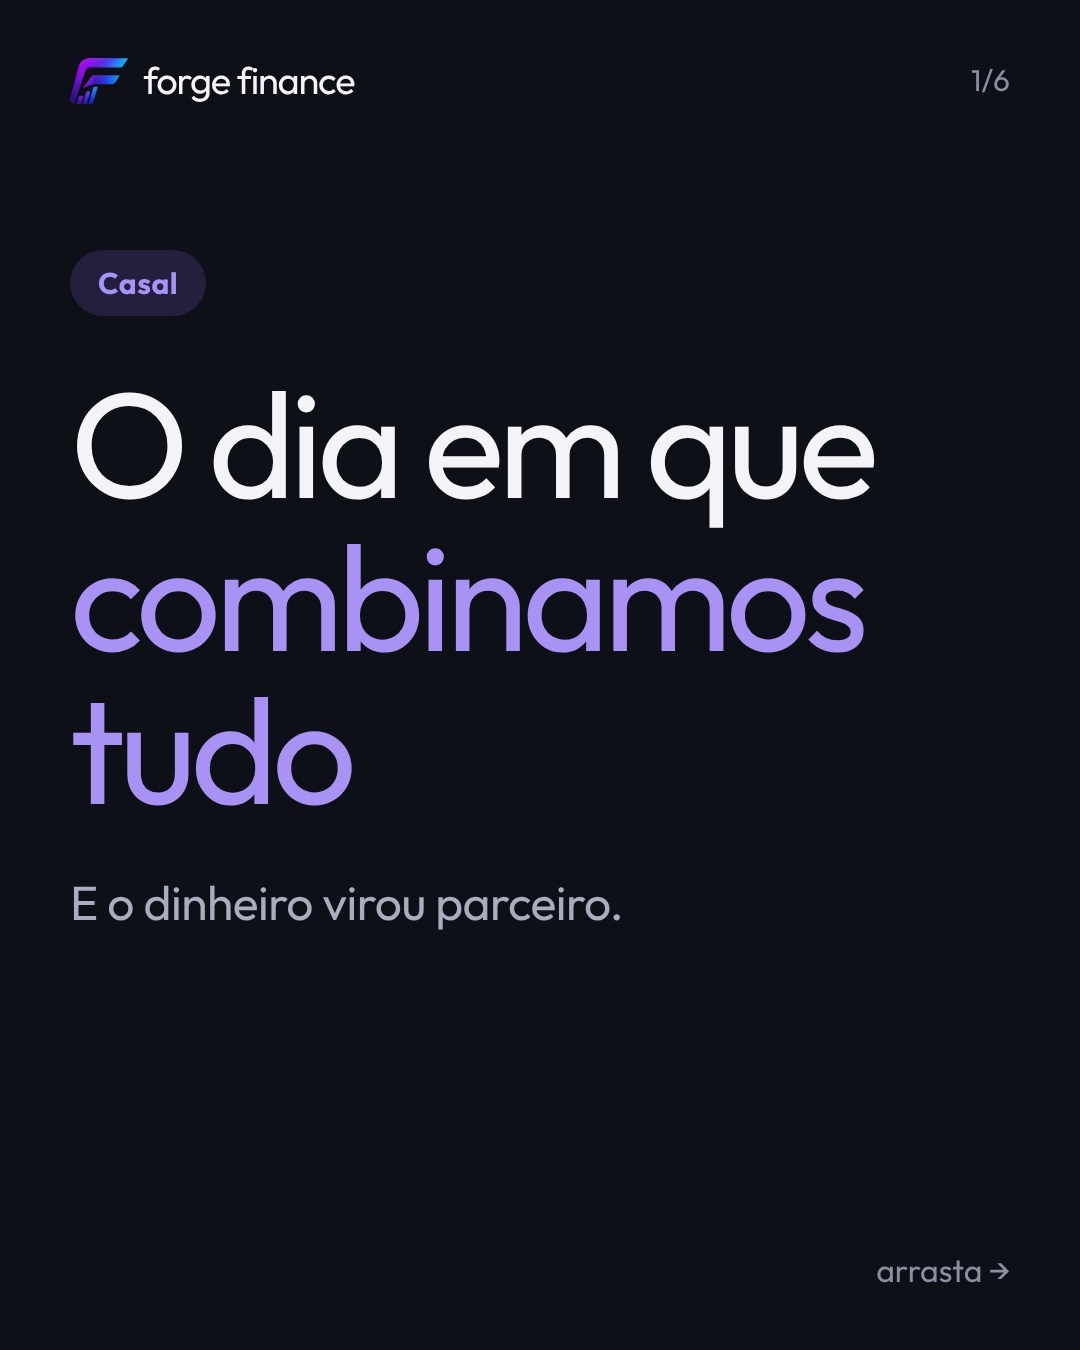 forge finance
1/6
Casal
O dia em que
combinamos
tudo
E o dinheiro virou parceiro.
arrasta →